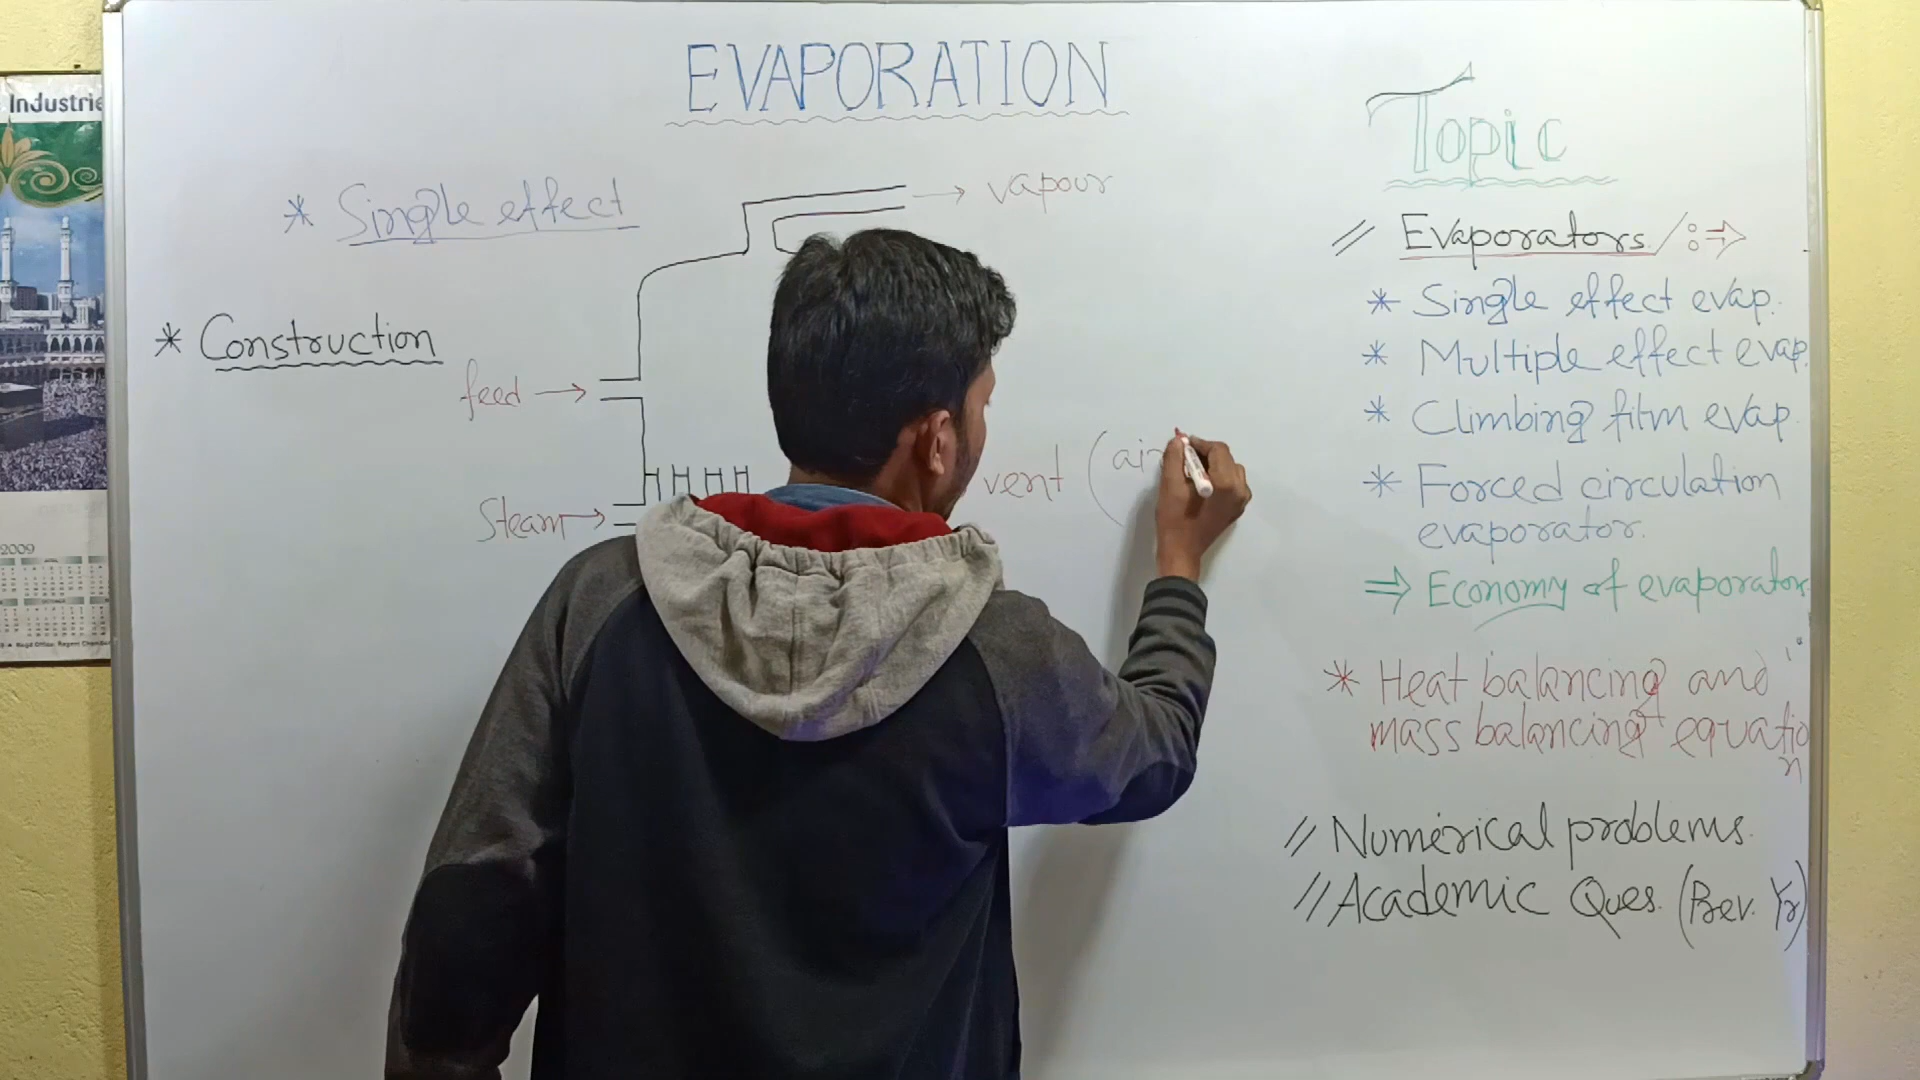 EVAPORATION
* Single effect
vapour
* Construction
feed
Steam
vent (air
Topic
// Evaporators / :⇒
* Single effect evap.
* Multiple effect evap.
* Climbing film evap.
* Forced circulation
evaporator.
⇒ Economy of evaporator
* Heat balancing and
mass balancing equatio
n
// Numerical problems.
// Academic Ques. (Prev. Yr)
Industrie
2009